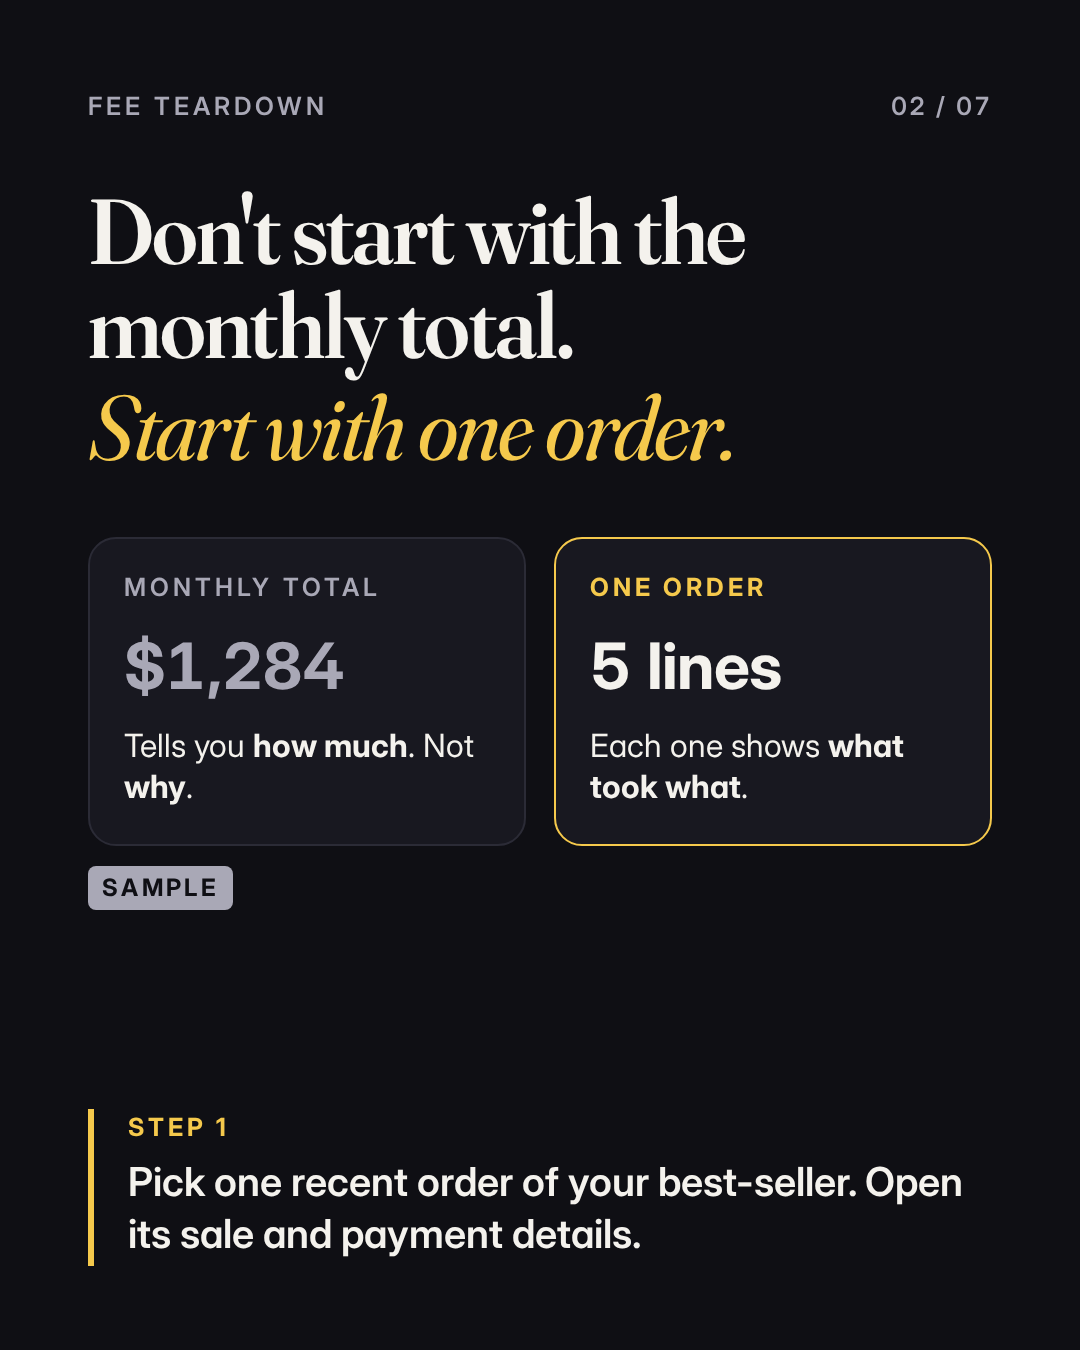 FEE TEARDOWN
02 / 07
Don't start with the
monthly total.
Start with one order.
MONTHLY TOTAL
$1,284
Tells you how much. Not
why.
ONE ORDER
5 lines
Each one shows what
took what.
SAMPLE
STEP 1
Pick one recent order of your best-seller. Open
its sale and payment details.